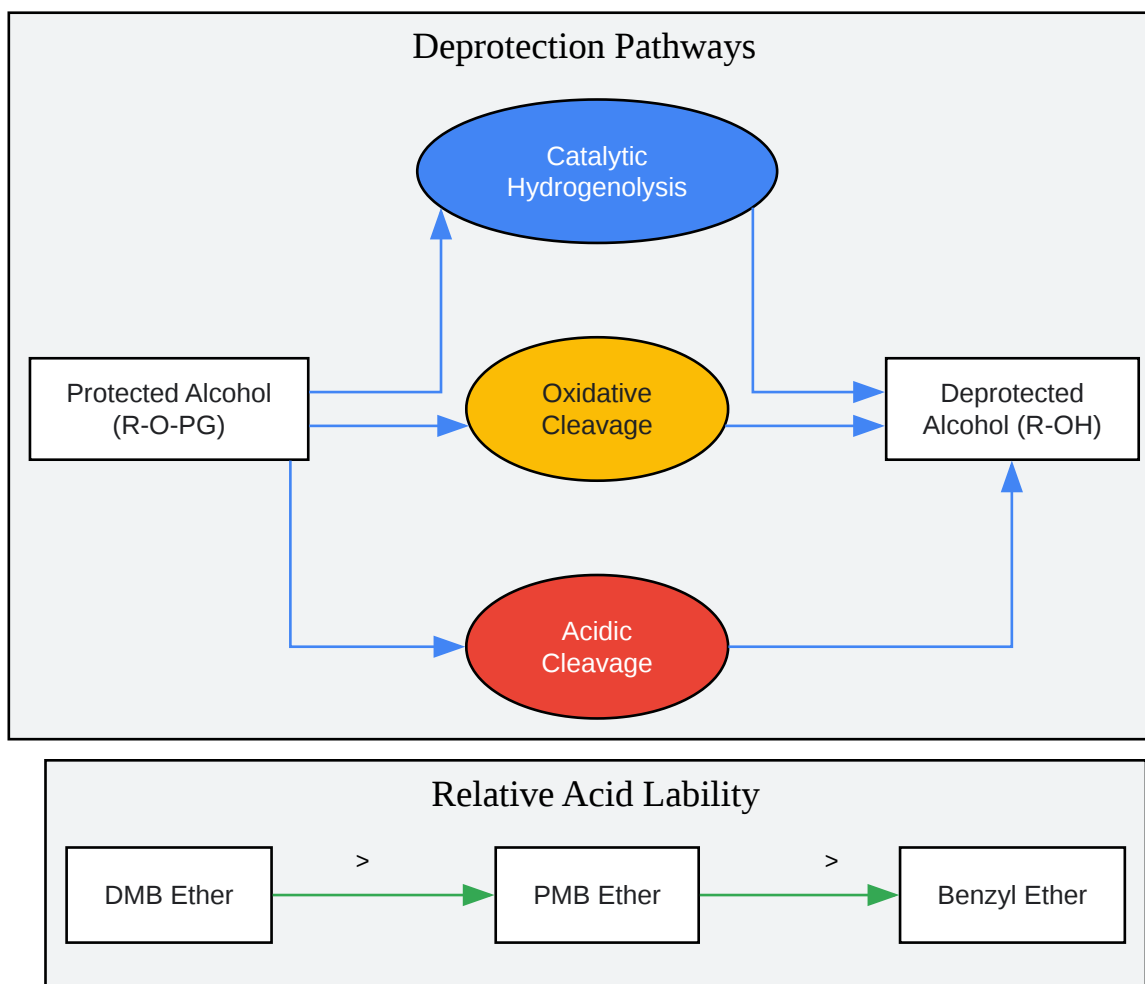 Deprotection Pathways
Catalytic
Hydrogenolysis
Protected Alcohol
(R-O-PG)
Oxidative
Cleavage
Deprotected
Alcohol (R-OH)
Acidic
Cleavage
Relative Acid Lability
>
>
DMB Ether
PMB Ether
Benzyl Ether